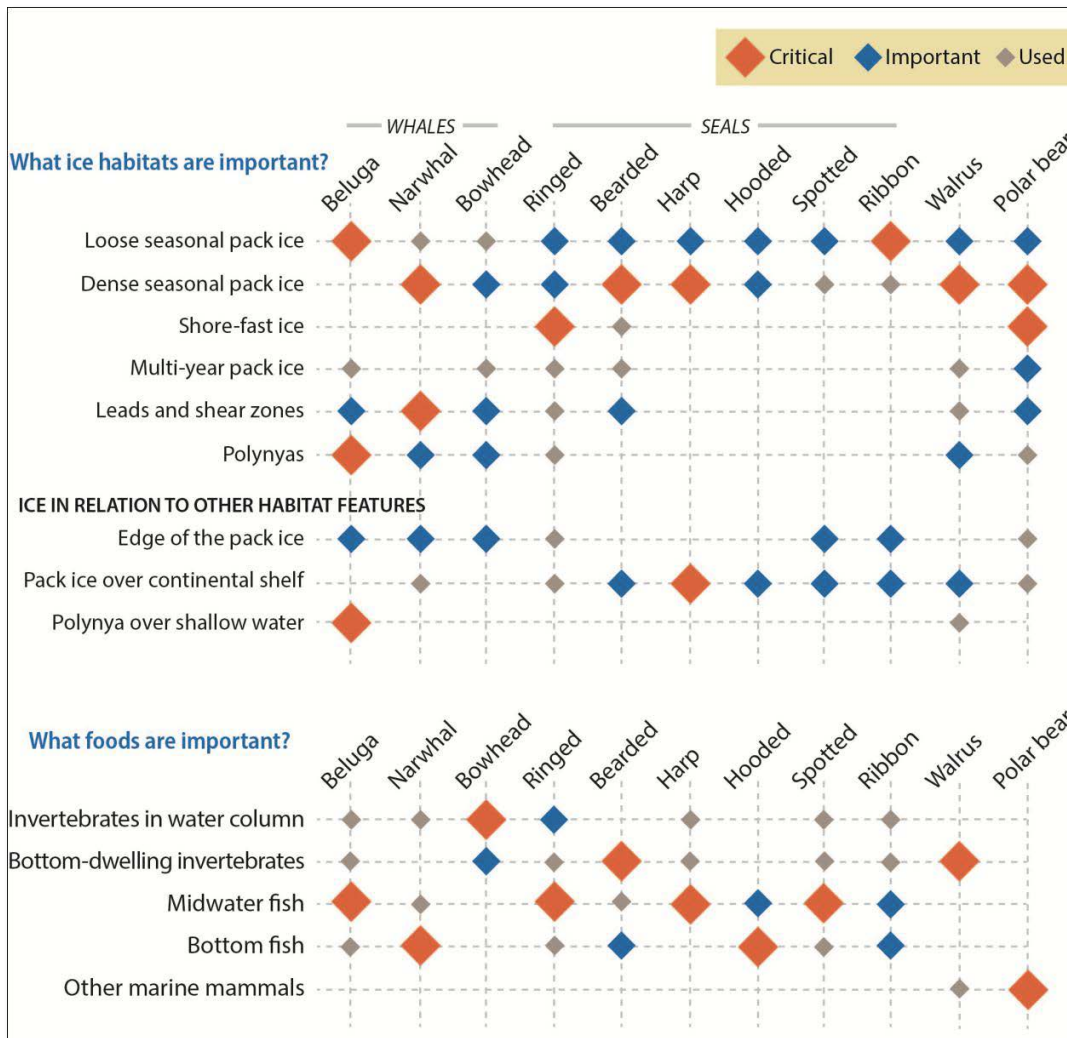 Critical Important Used
WHALES SEALS
What ice habitats are important?
Beluga Narwhal Bowhead Ringed Bearded Harp Hooded Spotted Ribbon Walrus Polar bear
Loose seasonal pack ice
Dense seasonal pack ice
Shore-fast ice
Multi-year pack ice
Leads and shear zones
Polynyas
ICE IN RELATION TO OTHER HABITAT FEATURES
Edge of the pack ice
Pack ice over continental shelf
Polynya over shallow water
What foods are important?
Beluga Narwhal Bowhead Ringed Bearded Harp Hooded Spotted Ribbon Walrus Polar bear
Invertebrates in water column
Bottom-dwelling invertebrates
Midwater fish
Bottom fish
Other marine mammals